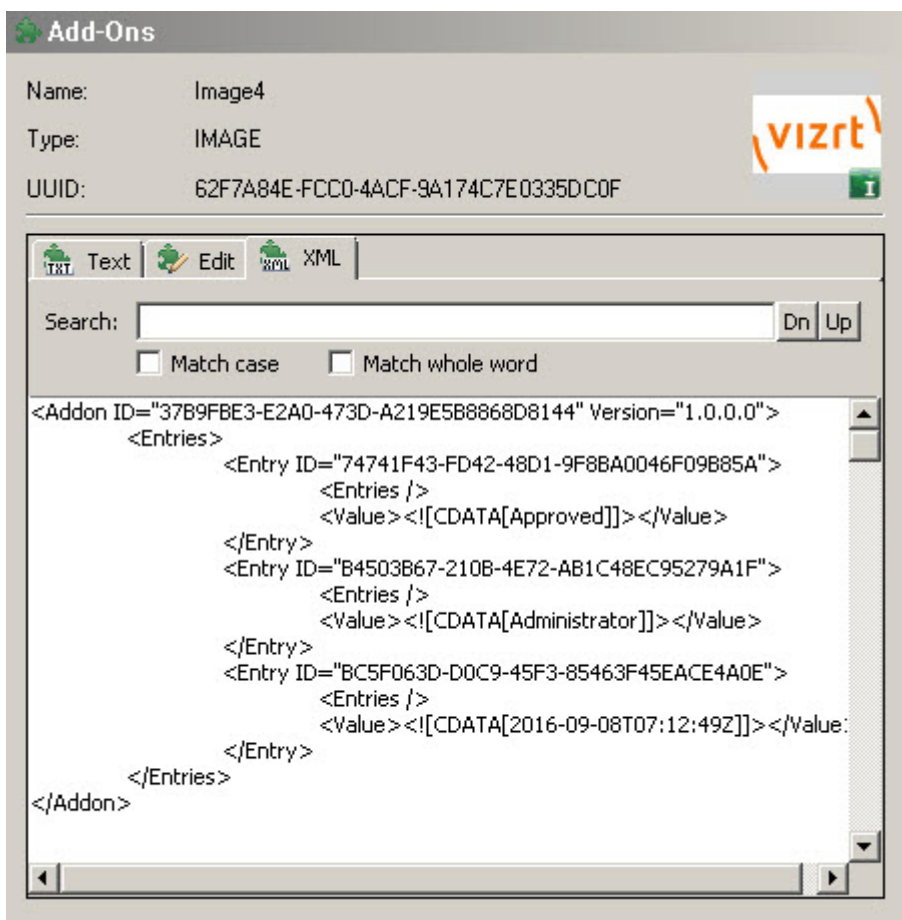 Add-Ons
Name: Image4
Type: IMAGE
UUID: 62F7A84E-FCC0-4ACF-9A174C7E0335DC0F
vizrt
I
TXT Text Edit XML XML
Search: Dn Up
Match case Match whole word
<Addon ID="37B9FBE3-E2A0-473D-A219E5B8868D8144" Version="1.0.0.0">
<Entries>
<Entry ID="74741F43-FD42-48D1-9F8BA0046F09B85A">
<Entries />
<Value><![CDATA[Approved]]></Value>
</Entry>
<Entry ID="B4503B67-210B-4E72-AB1C48EC95279A1F">
<Entries />
<Value><![CDATA[Administrator]]></Value>
</Entry>
<Entry ID="BC5F063D-D0C9-45F3-85463F45EACE4A0E">
<Entries />
<Value><![CDATA[2016-09-08T07:12:49Z]]></Value
</Entry>
</Entries>
</Addon>